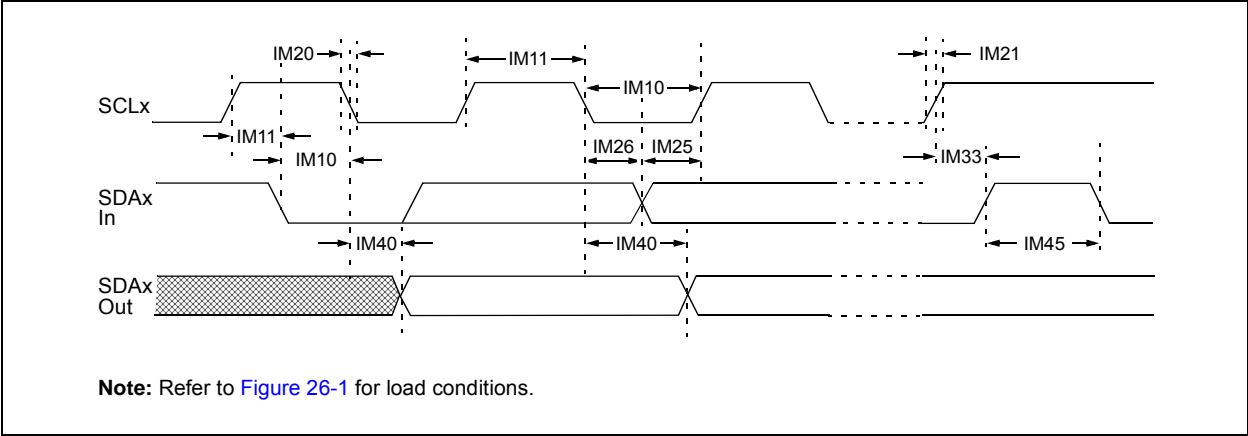 IM20
IM11
IM21
IM10
SCLx
IM11
IM26
IM25
IM10
IM33
SDAx
In
IM40
IM40
IM45
SDAx
Out
Note: Refer to Figure 26-1 for load conditions.